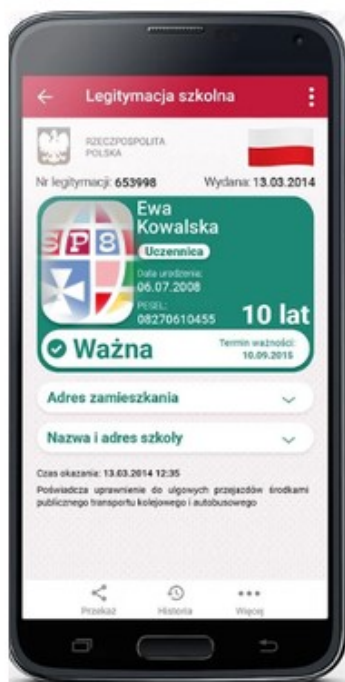 Legitymacja szkolna
RZECZPOSPOLITA
POLSKA
Nr legitymacji: 653998 Wydana: 13.03.2014
SP8
Ewa
Kowalska
Uczennica
Data urodzenia:
06.07.2008
PESEL:
08270610455
10 lat
Ważna
Termin ważności:
10.09.2015
Adres zamieszkania
Nazwa i adres szkoły
Czas okazania: 13.03.2014 12:35
Poświadcza uprawnienie do ulgowych przejazdów środkami
publicznego transportu kolejowego i autobusowego
Przekaż Historia Więcej